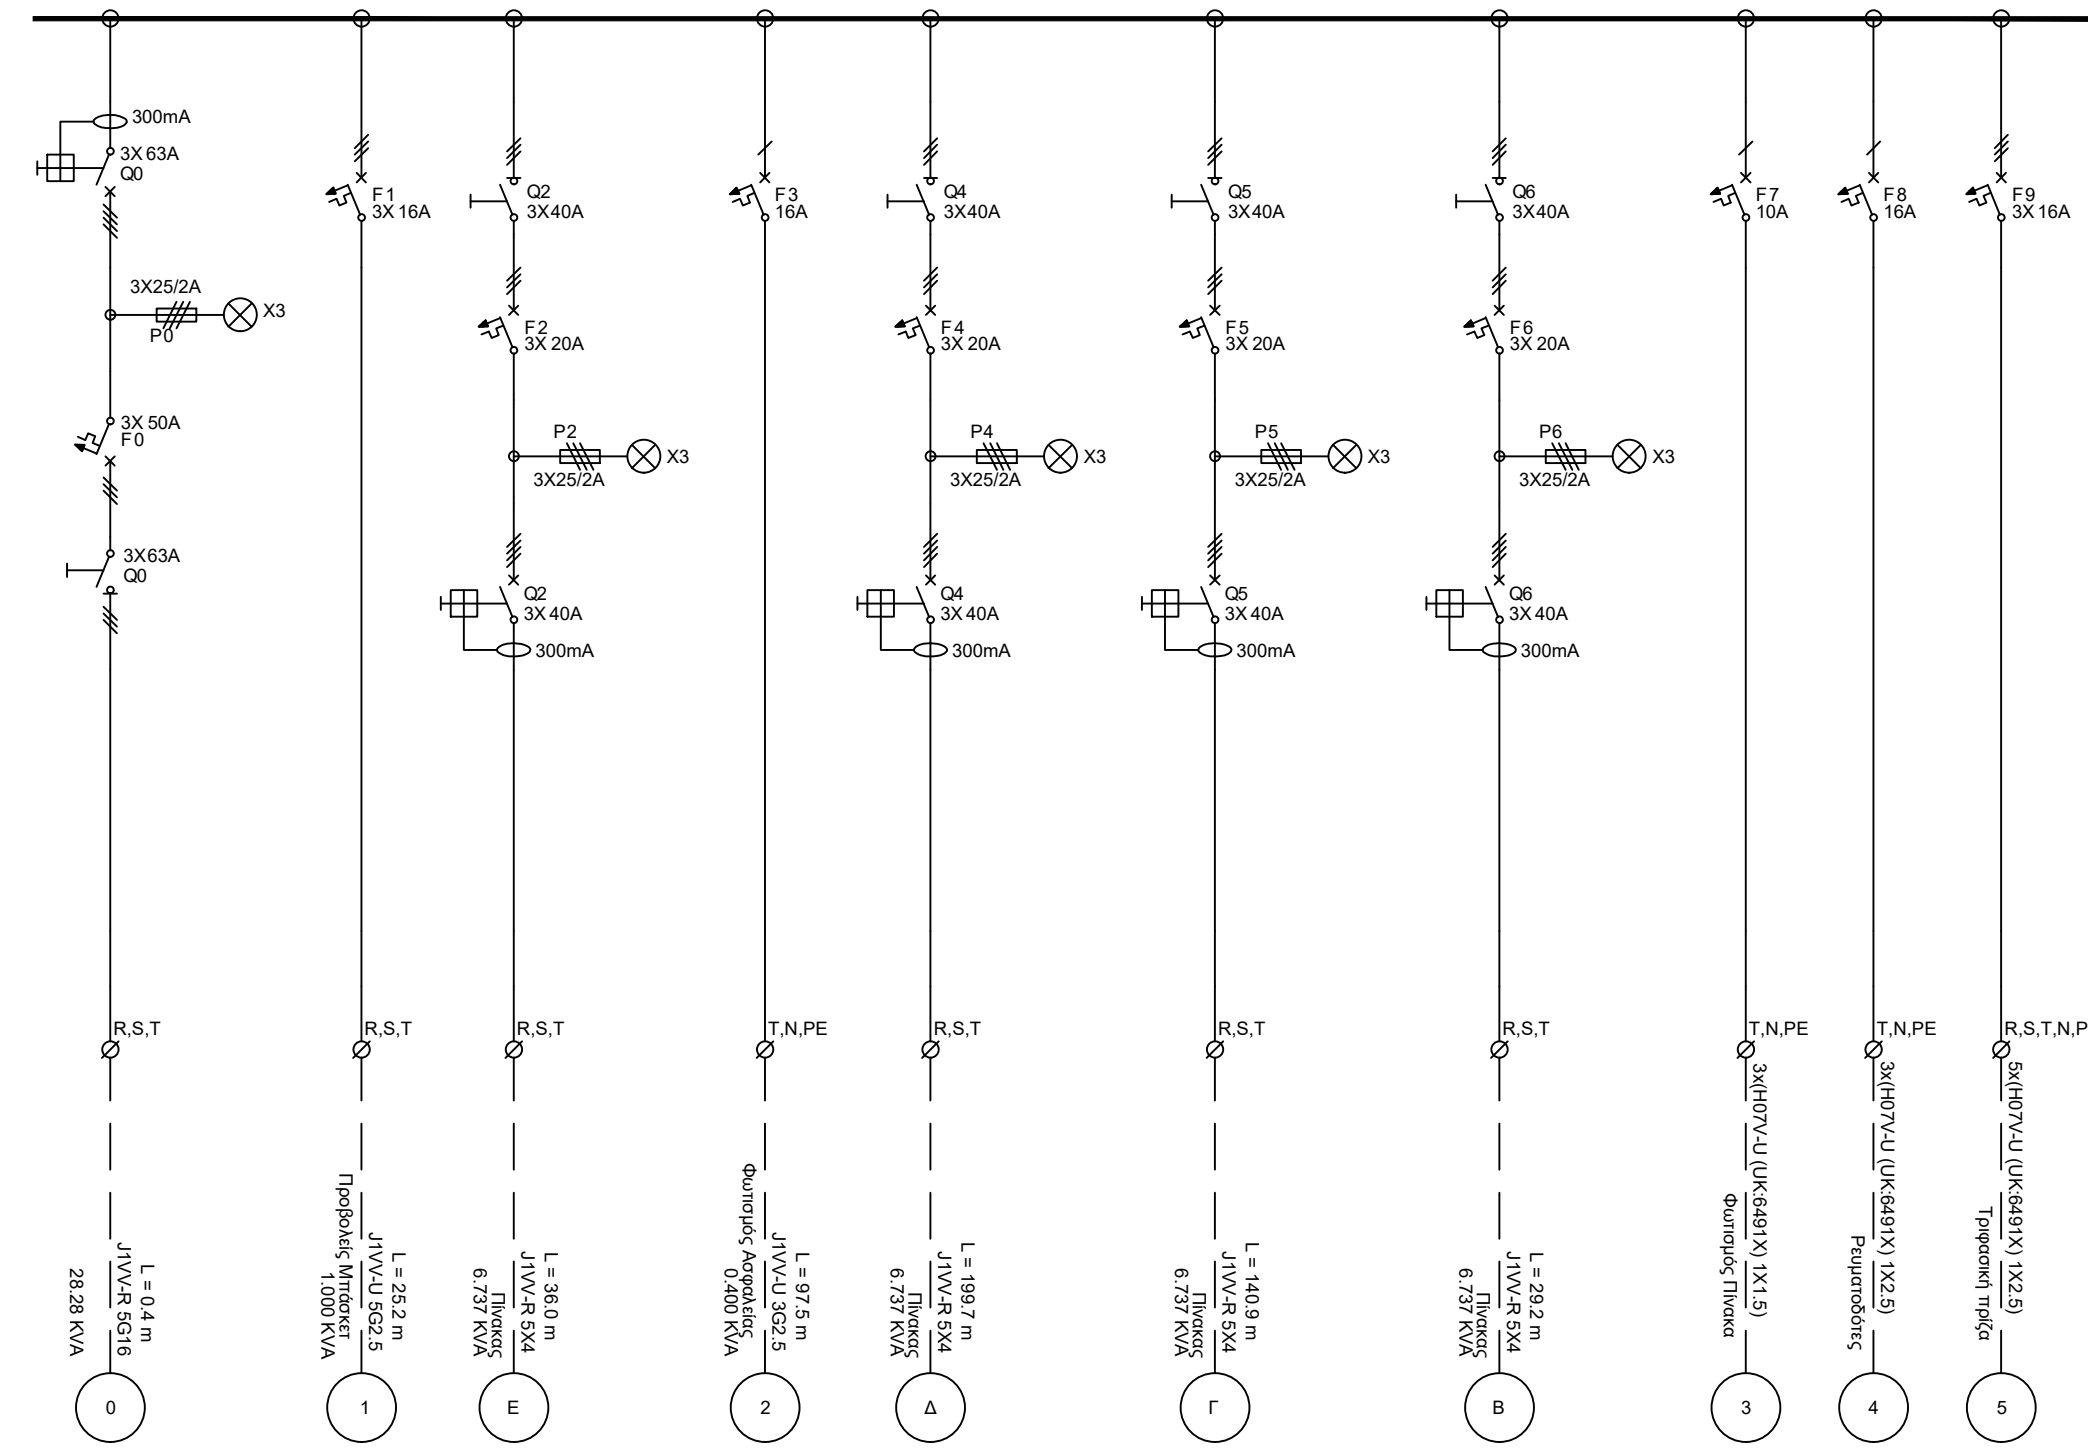 300mA
3X 63A
Q0
3X25/2A
P0
X3
3X 50A
F0
3X63A
Q0
R,S,T
L = 0.4 m
J1VV-R 5G16
28.28 KVA
0
F1
3X 16A
R,S,T
L = 25.2 m
J1VV-U 5G2.5
Προβολείς Μπάσκετ
1.000 KVA
1
Q2
3X40A
F2
3X 20A
P2
3X25/2A
X3
Q2
3X 40A
300mA
R,S,T
L = 36.0 m
J1VV-R 5X4
Πίνακας
6.737 KVA
E
F3
16A
T,N,PE
L = 97.5 m
J1VV-U 3G2.5
Φωτισμός Ασφαλείας
0.400 KVA
2
Q4
3X40A
F4
3X 20A
P4
3X25/2A
X3
Q4
3X 40A
300mA
R,S,T
L = 199.7 m
J1VV-R 5X4
Πίνακας
6.737 KVA
Δ
Q5
3X40A
F5
3X 20A
P5
3X25/2A
X3
Q5
3X 40A
300mA
R,S,T
L = 140.9 m
J1VV-R 5X4
Πίνακας
6.737 KVA
Γ
Q6
3X40A
F6
3X 20A
P6
3X25/2A
X3
Q6
3X 40A
300mA
R,S,T
L = 29.2 m
J1VV-R 5X4
Πίνακας
6.737 KVA
B
F7
10A
T,N,PE
3x(H07V-U (UK:6491X) 1X1.5)
Φωτισμός Πίνακα
3
F8
16A
T,N,PE
3x(H07V-U (UK:6491X) 1X2.5)
Ρευματοδότες
4
F9
3X 16A
R,S,T,N,P
5x(H07V-U (UK:6491X) 1X2.5)
Τριφασική πρίζα
5